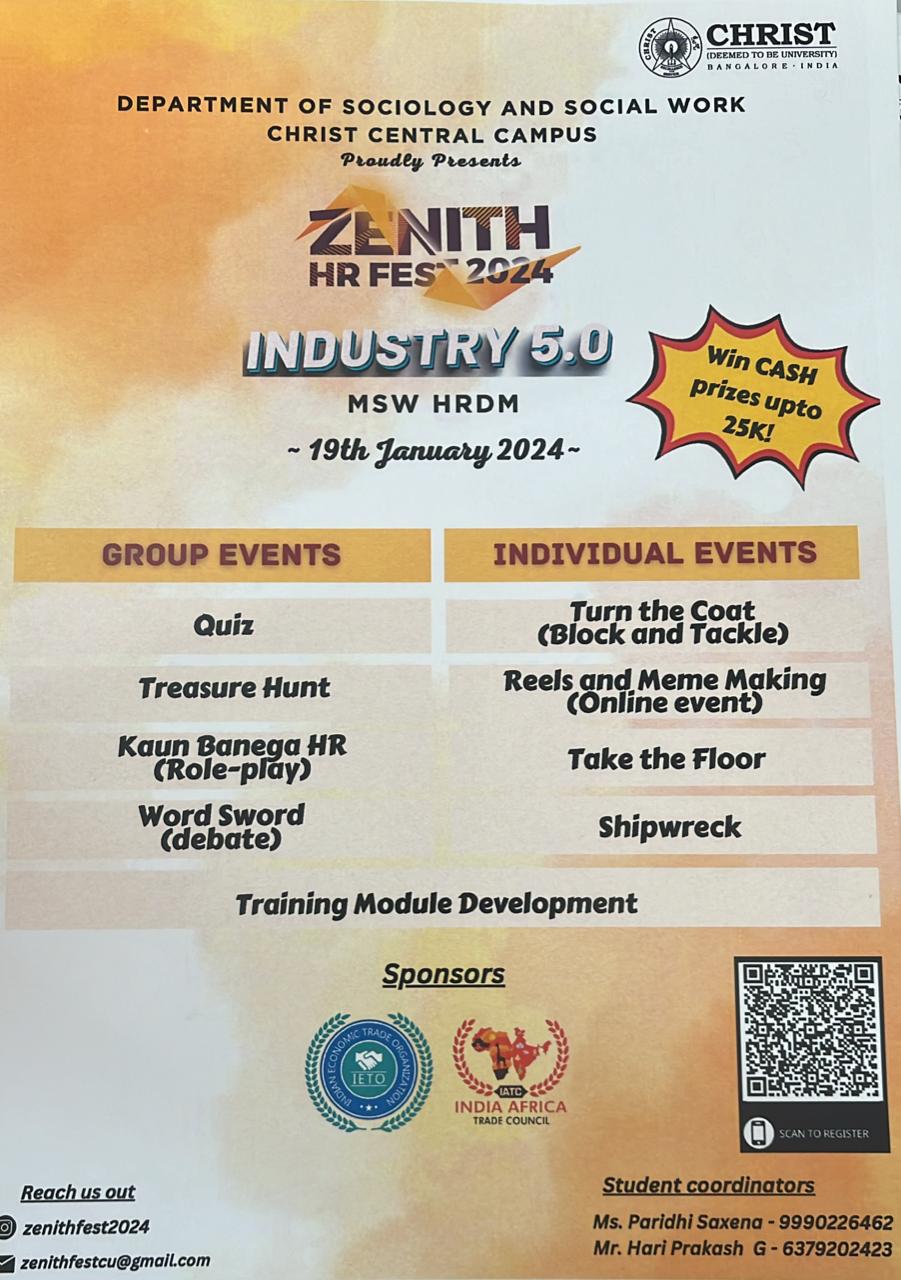 CHRIST
(DEEMED TO BE UNIVERSITY)
BANGALORE · INDIA
DEPARTMENT OF SOCIOLOGY AND SOCIAL WORK
CHRIST CENTRAL CAMPUS
Proudly Presents
ZENITH
HR FEST 2024
INDUSTRY 5.0
MSW HRDM
~ 19th January 2024~
Win CASH
prizes upto
25K!
GROUP EVENTS
Quiz
Treasure Hunt
Kaun Banega HR
(Role-play)
Word Sword
(debate)
INDIVIDUAL EVENTS
Turn the Coat
(Block and Tackle)
Reels and Meme Making
(Online event)
Take the Floor
Shipwreck
Training Module Development
Sponsors
INDIAN ECONOMIC TRADE ORGANIZATION
IETO
IATC
INDIA AFRICA
TRADE COUNCIL
SCAN TO REGISTER
Reach us out
zenithfest2024
zenithfestcu@gmail.com
Student coordinators
Ms. Paridhi Saxena - 9990226462
Mr. Hari Prakash G - 6379202423